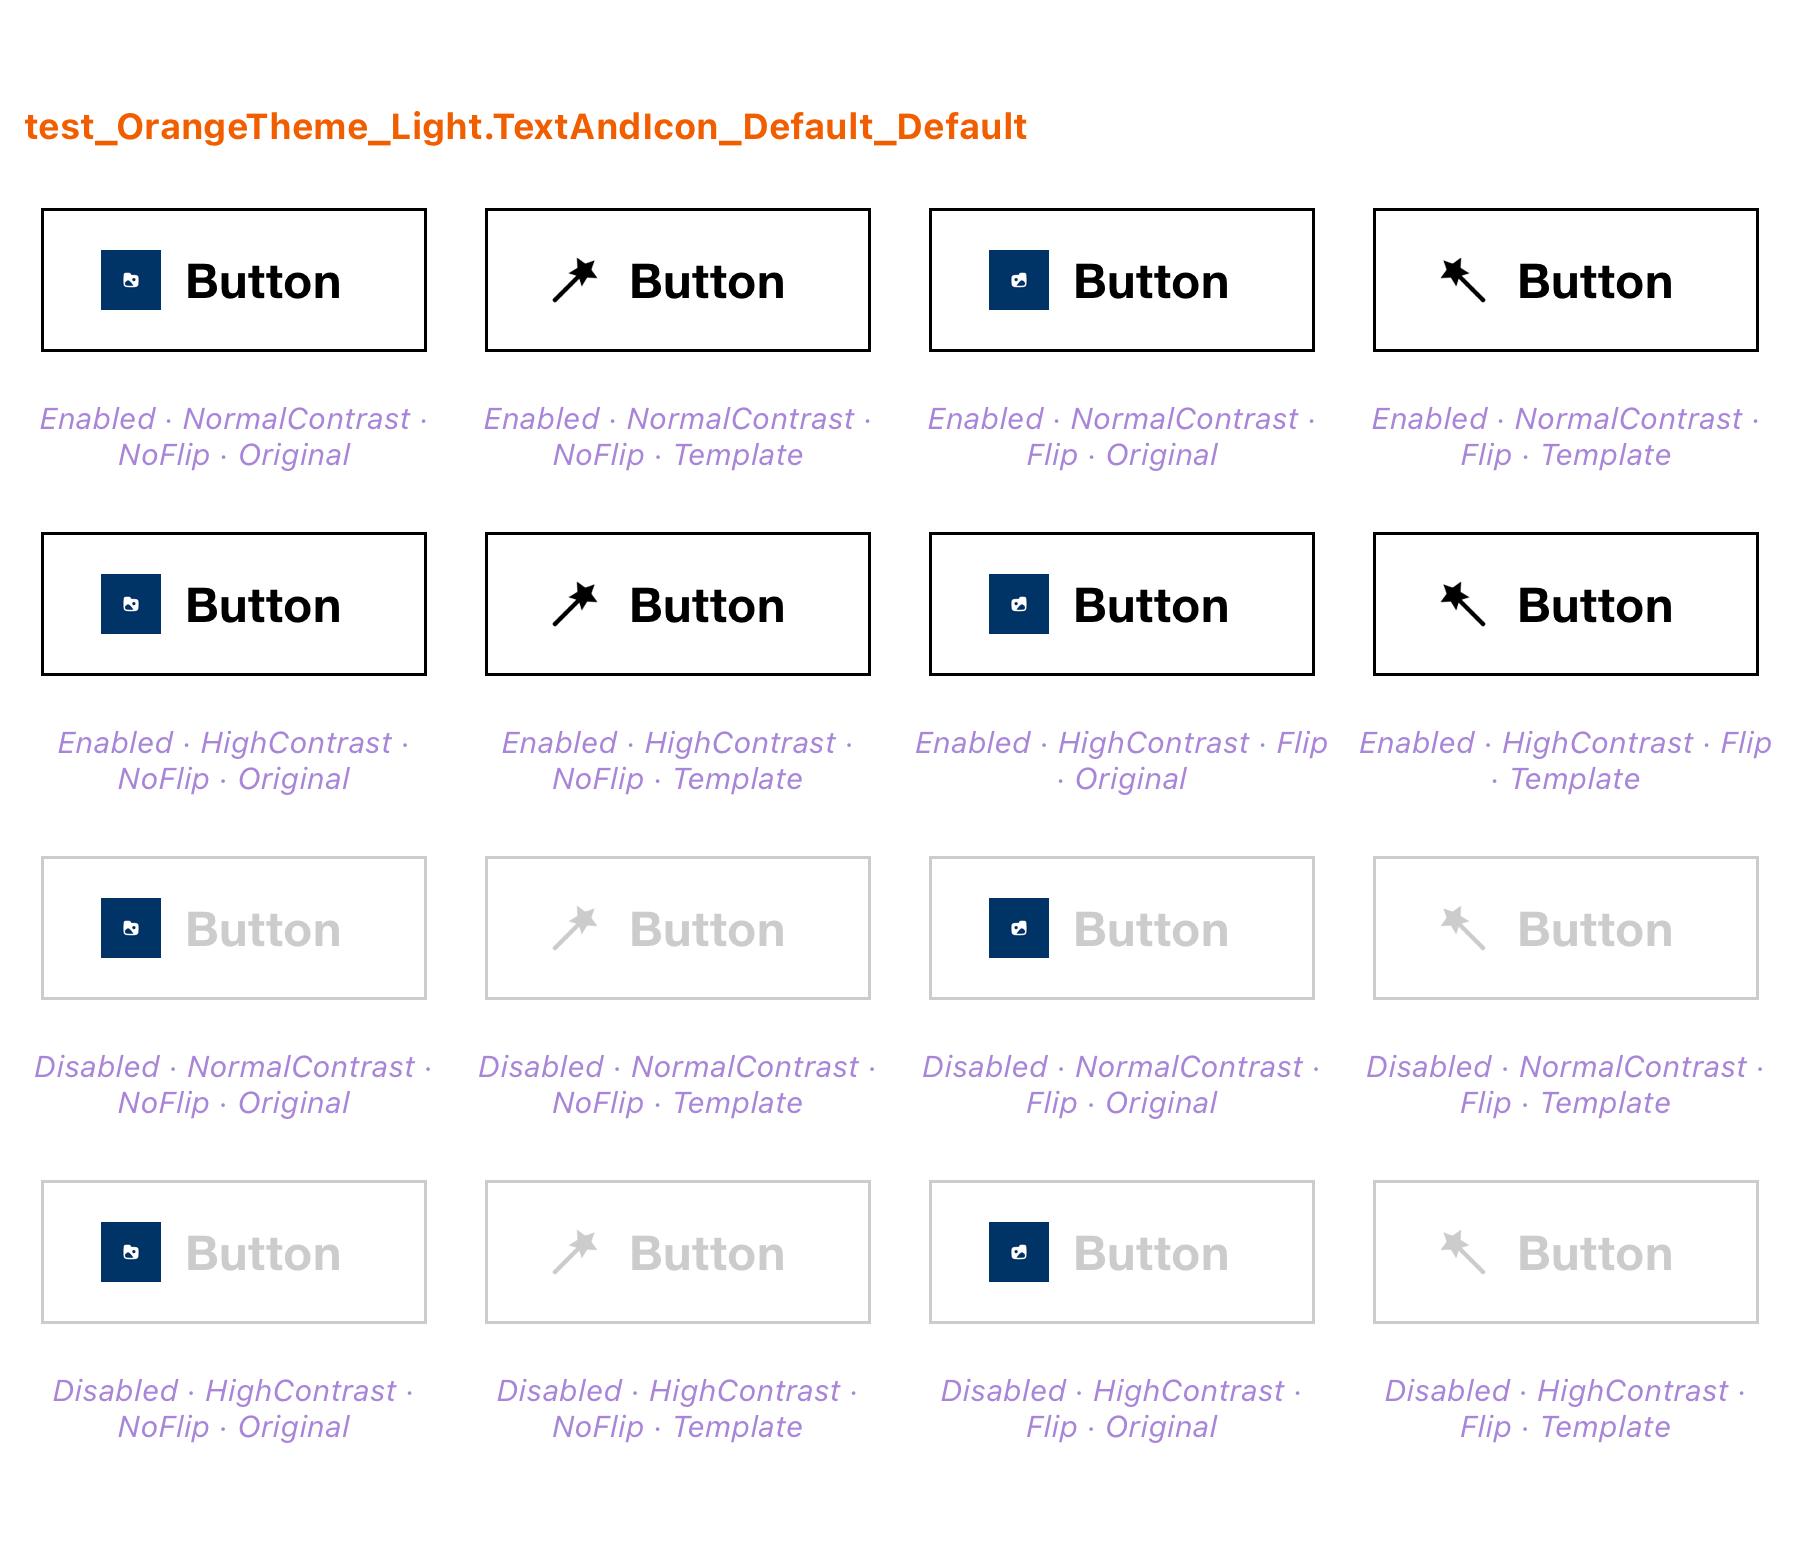 test_OrangeTheme_Light.TextAndIcon_Default_Default
Button Button Button Button
Enabled · NormalContrast · Enabled · NormalContrast · Enabled · NormalContrast · Enabled · NormalContrast ·
NoFlip · Original NoFlip · Template Flip · Original Flip · Template
Button Button Button Button
Enabled · HighContrast · Enabled · HighContrast · Enabled · HighContrast · Flip Enabled · HighContrast · Flip
NoFlip · Original NoFlip · Template · Original · Template
Button Button Button Button
Disabled · NormalContrast · Disabled · NormalContrast · Disabled · NormalContrast · Disabled · NormalContrast ·
NoFlip · Original NoFlip · Template Flip · Original Flip · Template
Button Button Button Button
Disabled · HighContrast · Disabled · HighContrast · Disabled · HighContrast · Disabled · HighContrast ·
NoFlip · Original NoFlip · Template Flip · Original Flip · Template